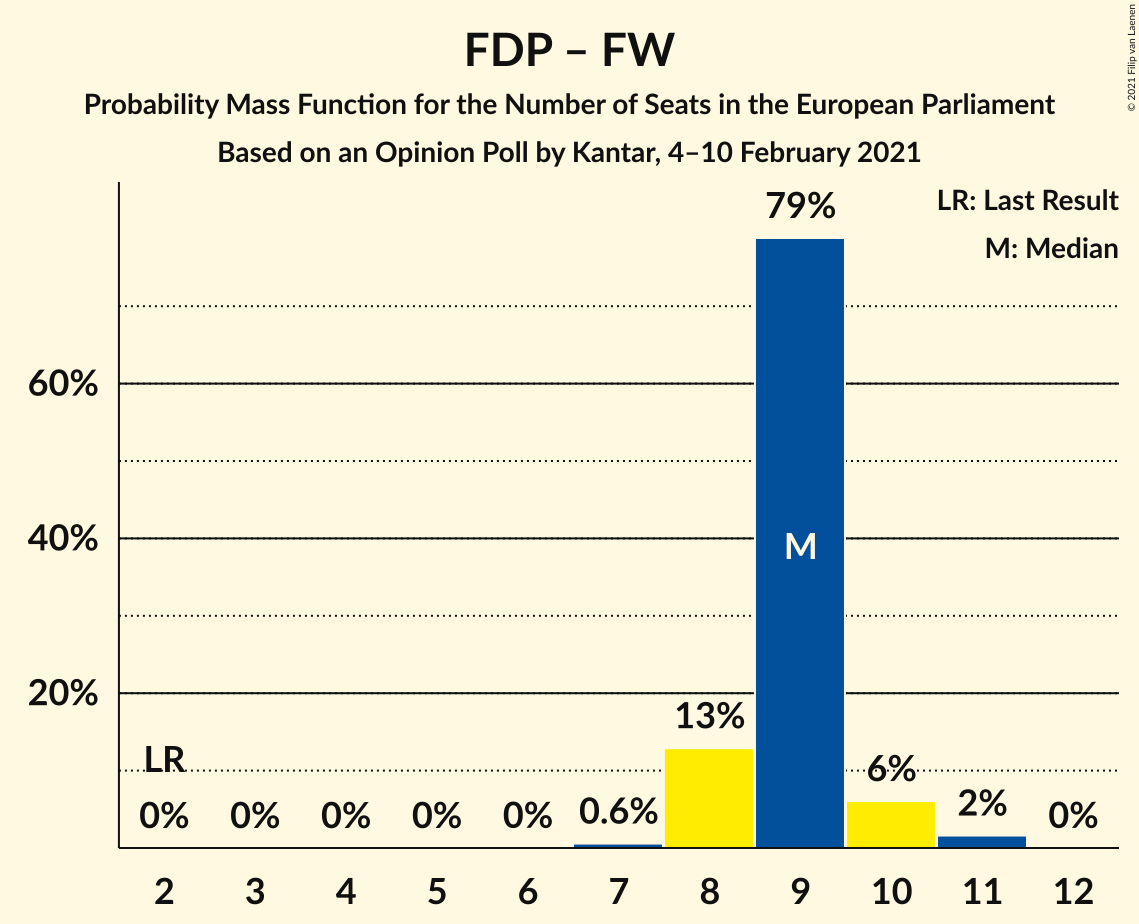 FDP – FW
Probability Mass Function for the Number of Seats in the European Parliament
Based on an Opinion Poll by Kantar, 4–10 February 2021
© 2021 Filip van Laenen
LR: Last Result
M: Median
79%
60%
40%
M
20%
13%
LR
6%
0% 0% 0% 0% 0% 0.6% 2% 0%
2 3 4 5 6 7 8 9 10 11 12